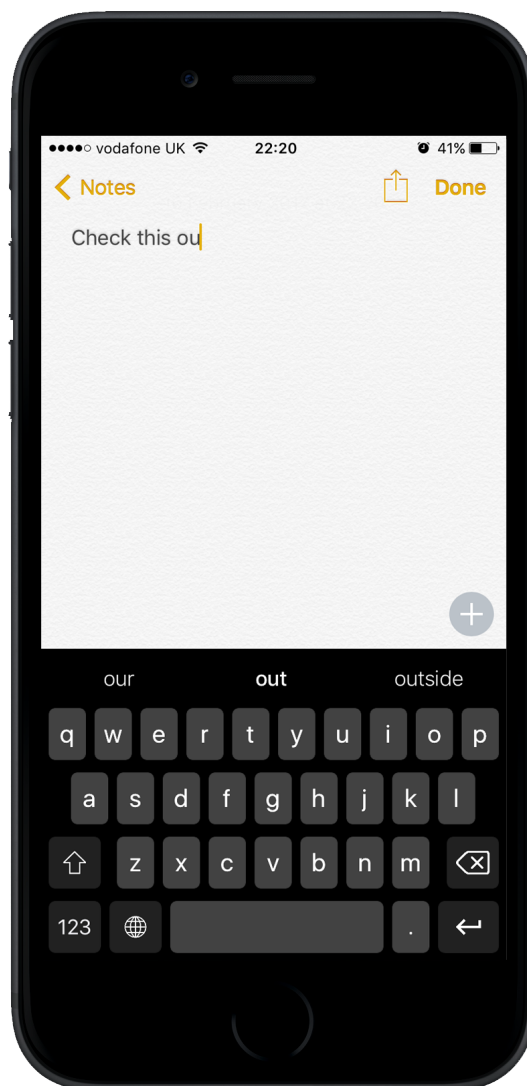 vodafone UK 22:20 41%
Notes Done
Check this ou
our out outside
q w e r t y u i o p
a s d f g h j k l
z x c v b n m
123 .